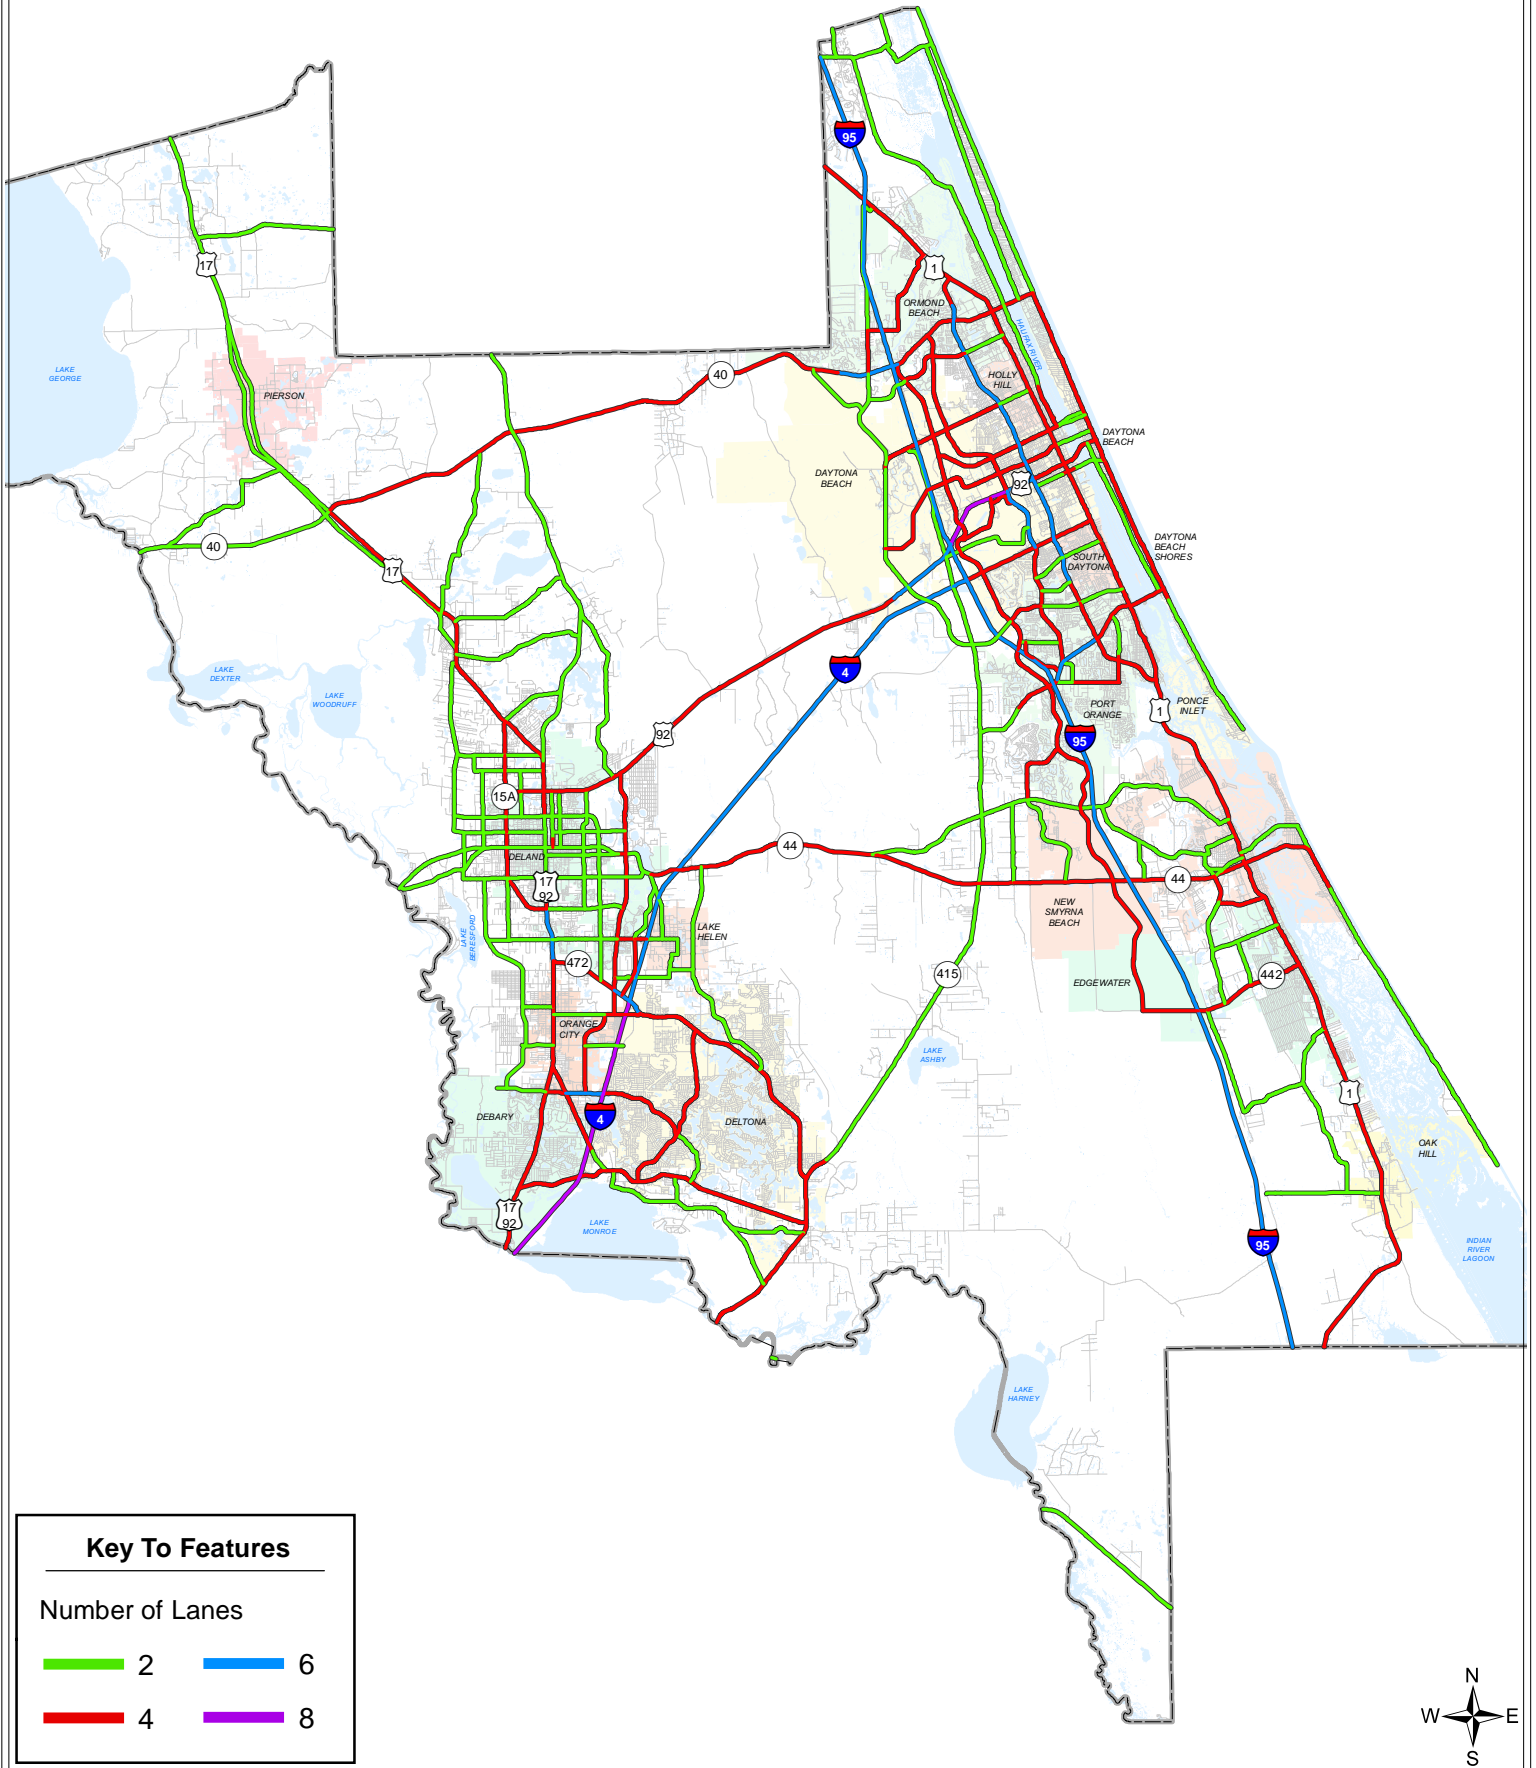 95
17
1
ORMOND
BEACH
HALIFAX RIVER
LAKE
GEORGE
40
HOLLY
HILL
PIERSON
DAYTONA
BEACH
DAYTONA
BEACH
92
40
17
SOUTH
DAYTONA
DAYTONA
BEACH
SHORES
LAKE
DEXTER
LAKE
WOODRUFF
4
92
PORT
ORANGE
1
PONCE
INLET
95
15A
44
DELAND
17
92
44
NEW
SMYRNA
BEACH
LAKE
BERESFORD
LAKE
HELEN
472
415
EDGEWATER
442
ORANGE
CITY
LAKE
ASHBY
1
DEBARY
4
DELTONA
OAK
HILL
17
92
LAKE
MONROE
95
INDIAN
RIVER
LAGOON
LAKE
HARNEY
Key To Features
Number of Lanes
2 6
4 8
N
W E
S